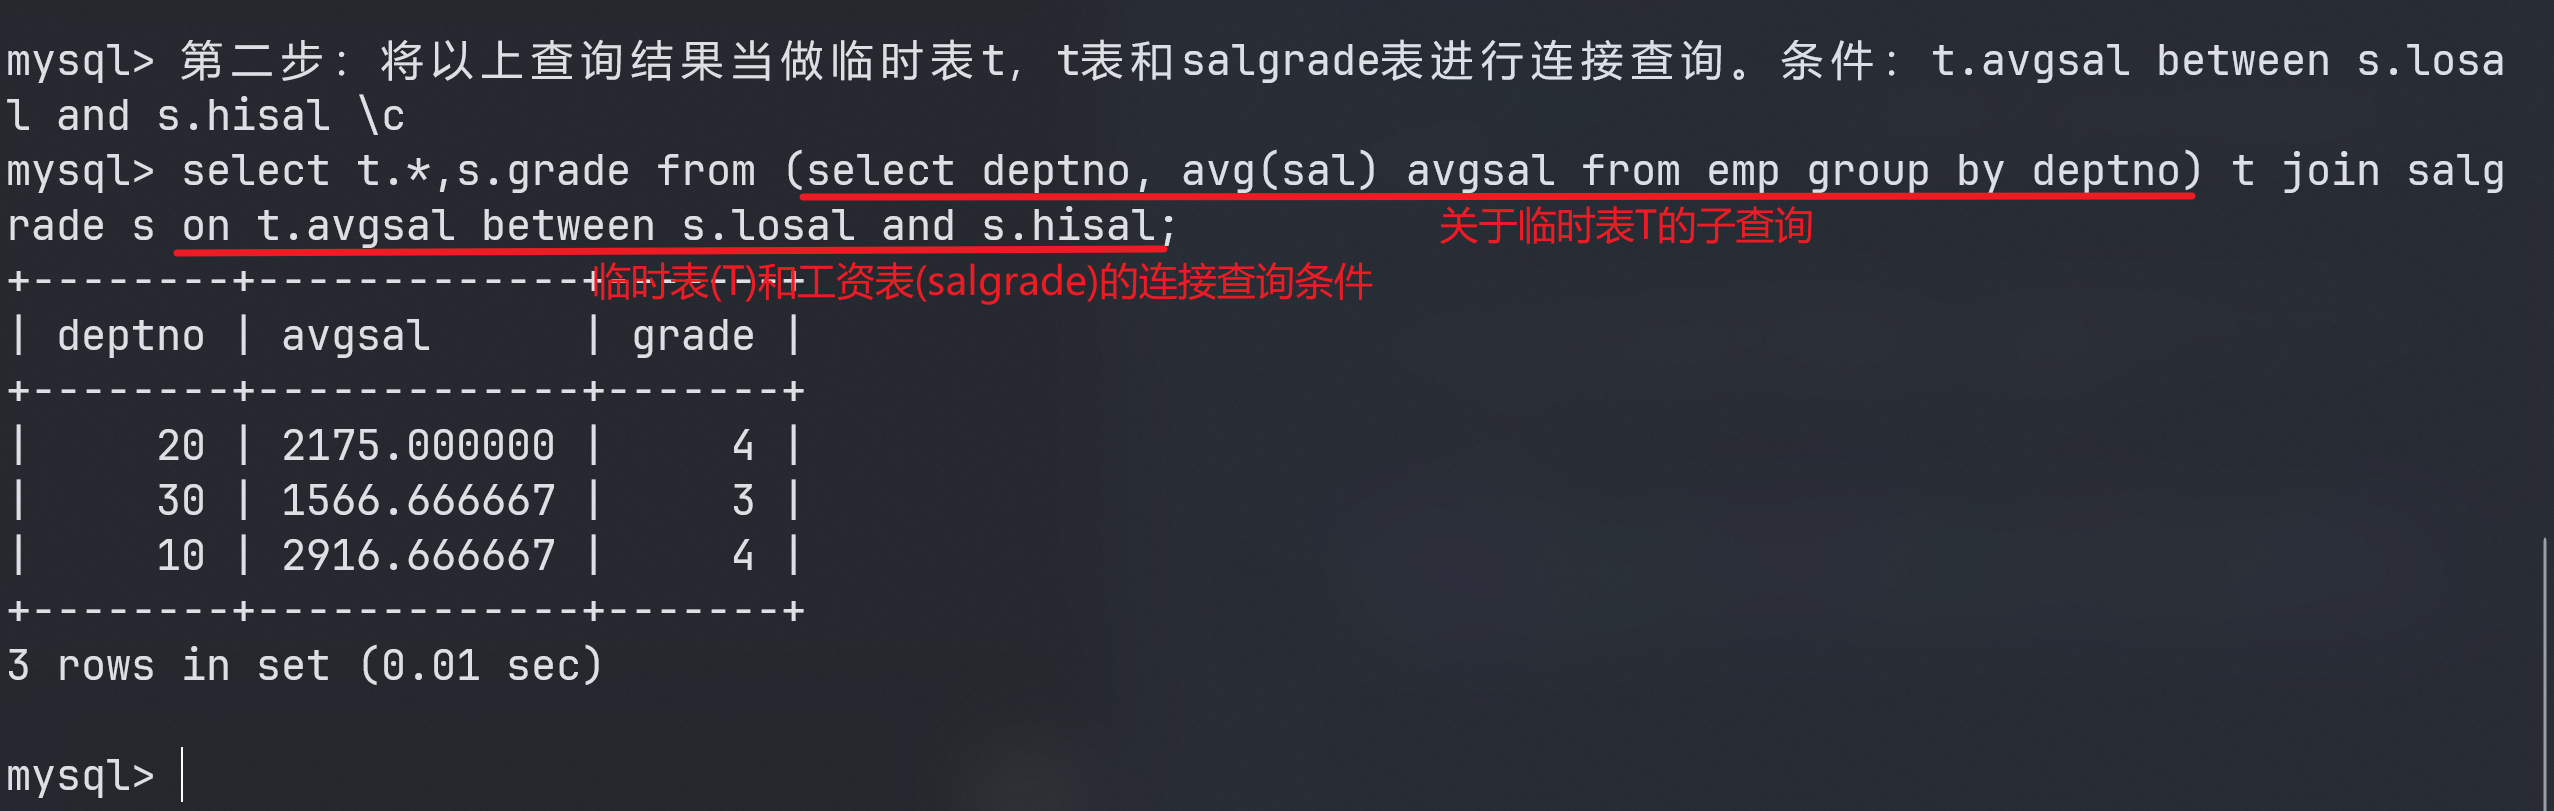 mysql> 第二步：将以上查询结果当做临时表t，t表和salgrade表进行连接查询。条件：t.avgsal between s.losa
l and s.hisal \c
mysql> select t.*,s.grade from (select deptno, avg(sal) avgsal from emp group by deptno) t join salg
rade s on t.avgsal between s.losal and s.hisal;
关于临时表T的子查询
临时表(T)和工资表(salgrade)的连接查询条件
+--------+-------------+-------+
| deptno | avgsal      | grade |
+--------+-------------+-------+
|     20 | 2175.000000 |     4 |
|     30 | 1566.666667 |     3 |
|     10 | 2916.666667 |     4 |
+--------+-------------+-------+
3 rows in set (0.01 sec)
mysql>